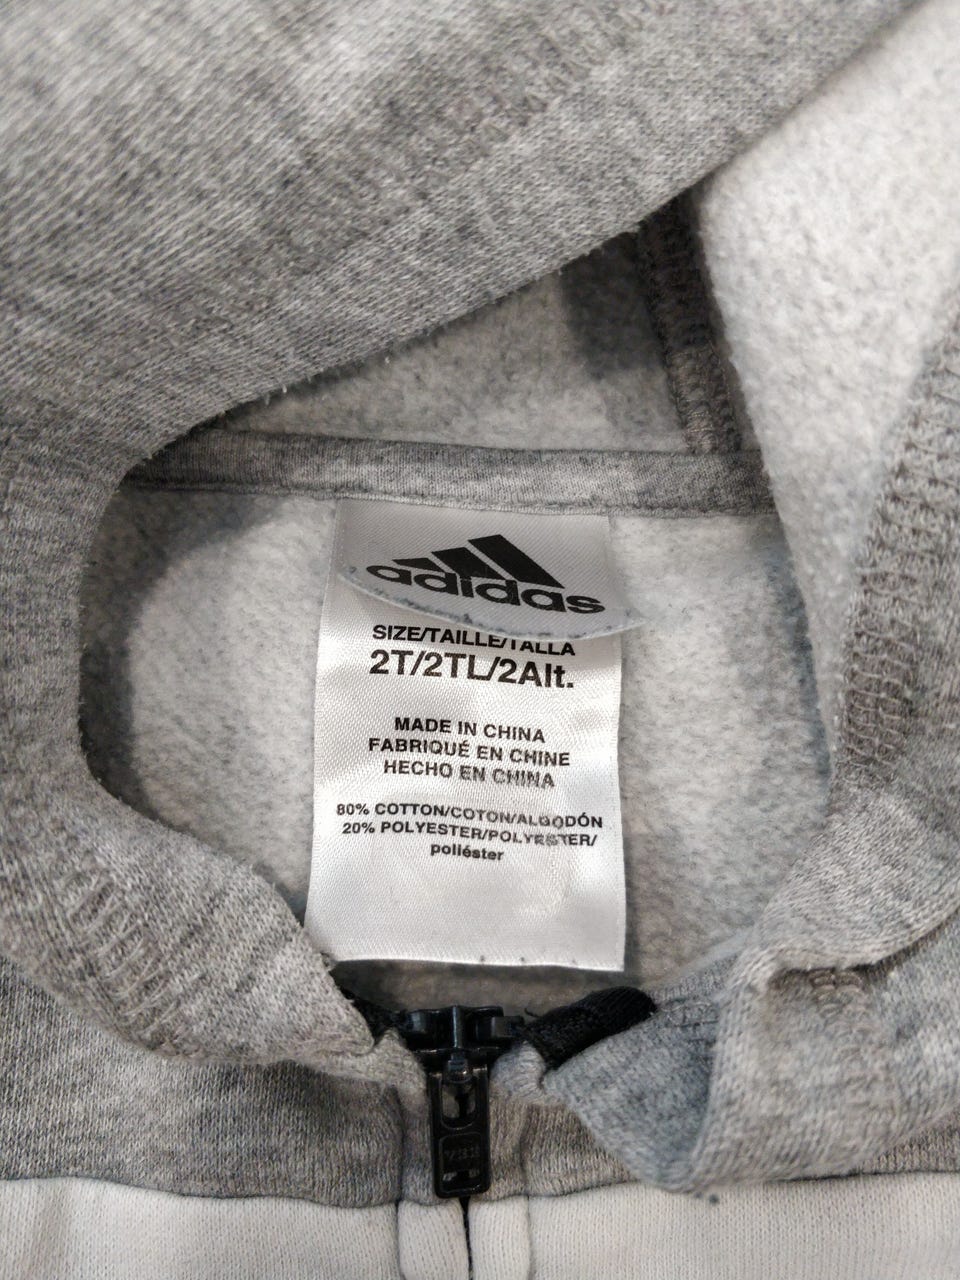 adidas
SIZE/TAILLE/TALLA
2T/2TL/2Alt.
MADE IN CHINA
FABRIQUÉ EN CHINE
HECHO EN CHINA
80% COTTON/COTON/ALGODÓN
20% POLYESTER/POLYESTER/
poliéster